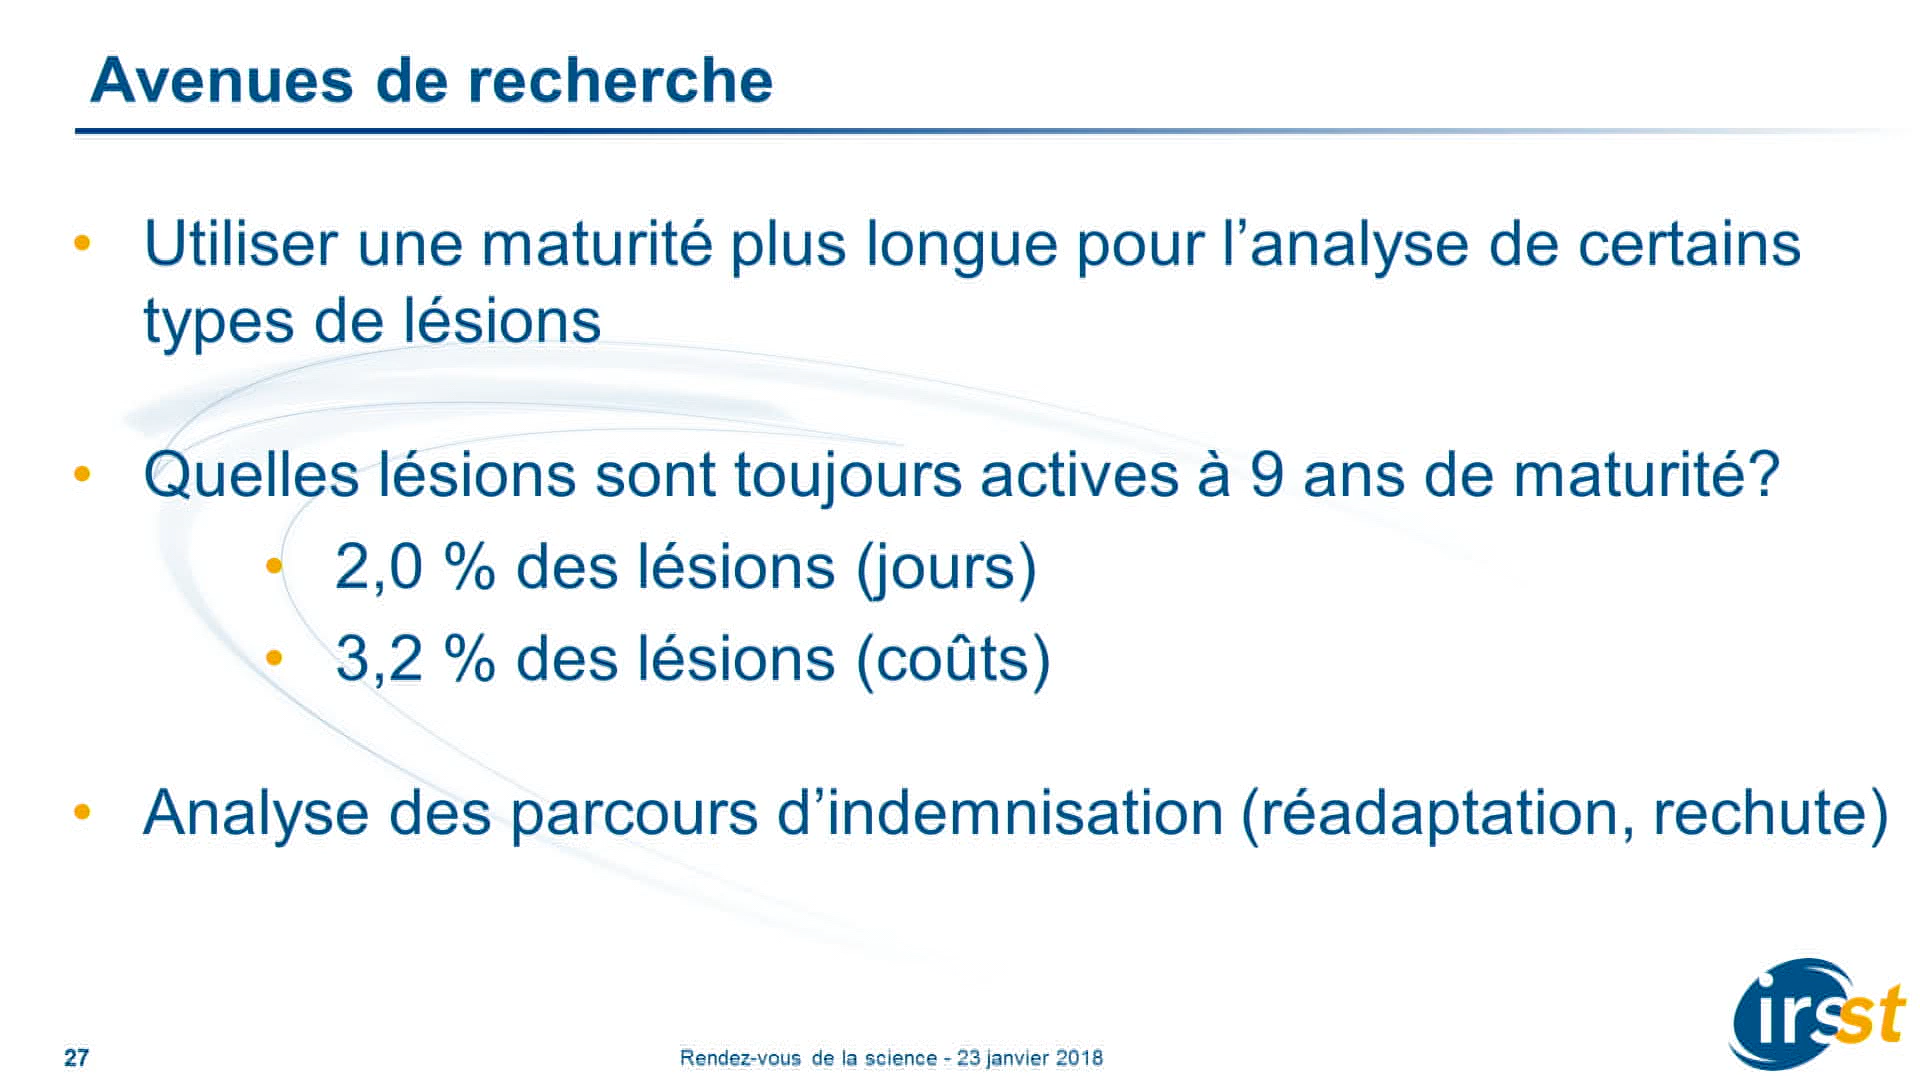 Avenues de recherche
• Utiliser une maturité plus longue pour l’analyse de certains
types de lésions
• Quelles lésions sont toujours actives à 9 ans de maturité?
• 2,0 % des lésions (jours)
• 3,2 % des lésions (coûts)
• Analyse des parcours d’indemnisation (réadaptation, rechute)
irsst
27
Rendez-vous de la science - 23 janvier 2018